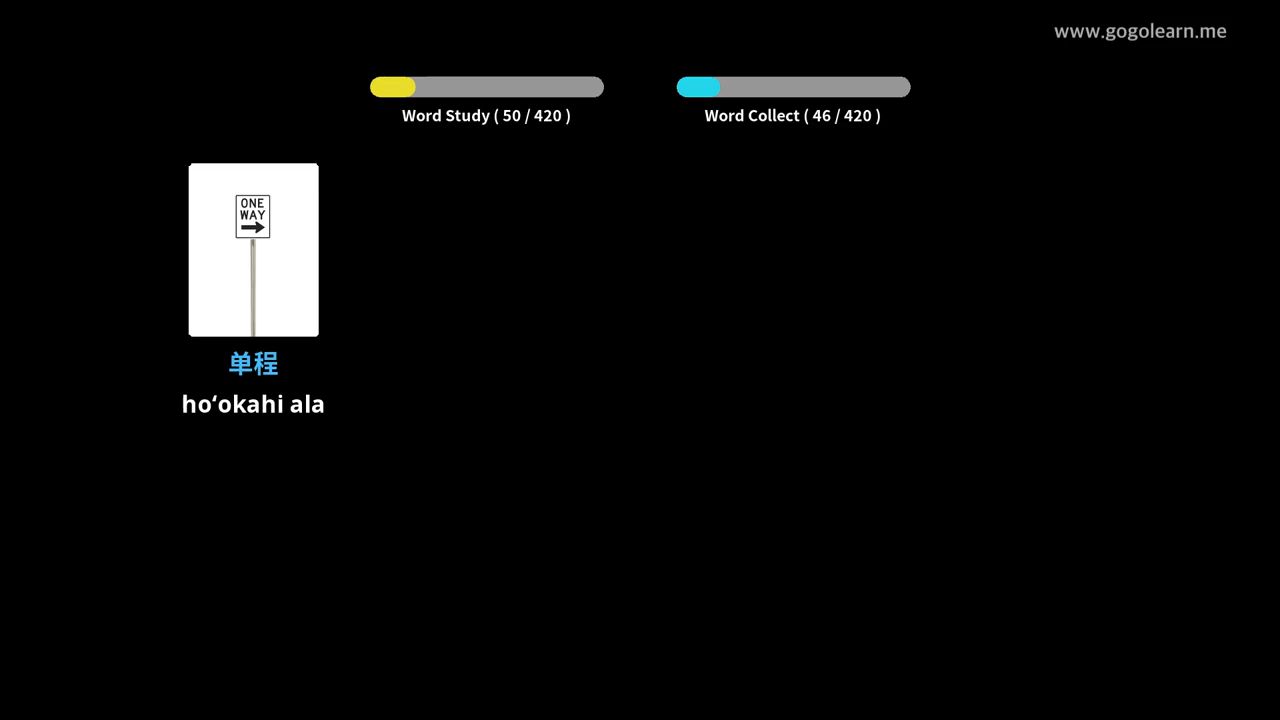 www.gogolearn.me
Word Study ( 50 / 420 )
Word Collect ( 46 / 420 )
ONE
WAY
单程
hoʻokahi ala